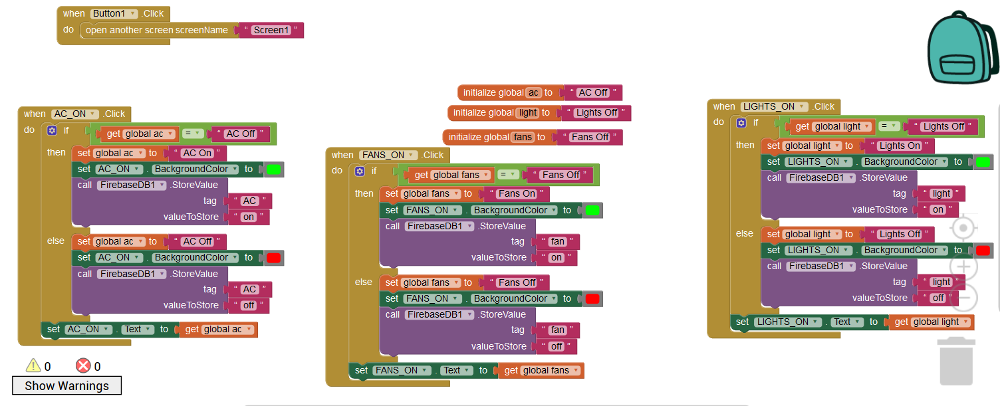 when Button1 .Click
do open another screen screenName " Screen1 "
initialize global ac to " AC Off "
initialize global light to " Lights Off "
initialize global fans to " Fans Off "
when AC_ON .Click
do if get global ac = " AC Off "
then set global ac to " AC On "
set AC_ON . BackgroundColor to
call FirebaseDB1 .StoreValue
tag " AC "
valueToStore " on "
else set global ac to " AC Off "
set AC_ON . BackgroundColor to
call FirebaseDB1 .StoreValue
tag " AC "
valueToStore " off "
set AC_ON . Text to get global ac
when FANS_ON .Click
do if get global fans = " Fans Off "
then set global fans to " Fans On "
set FANS_ON . BackgroundColor to
call FirebaseDB1 .StoreValue
tag " fan "
valueToStore " on "
else set global fans to " Fans Off "
set FANS_ON . BackgroundColor to
call FirebaseDB1 .StoreValue
tag " fan "
valueToStore " off "
set FANS_ON . Text to get global fans
when LIGHTS_ON .Click
do if get global light = " Lights Off "
then set global light to " Lights On "
set LIGHTS_ON . BackgroundColor to
call FirebaseDB1 .StoreValue
tag " light "
valueToStore " on "
else set global light to " Lights Off "
set LIGHTS_ON . BackgroundColor to
call FirebaseDB1 .StoreValue
tag " light "
valueToStore " off "
set LIGHTS_ON . Text to get global light
0 0
Show Warnings